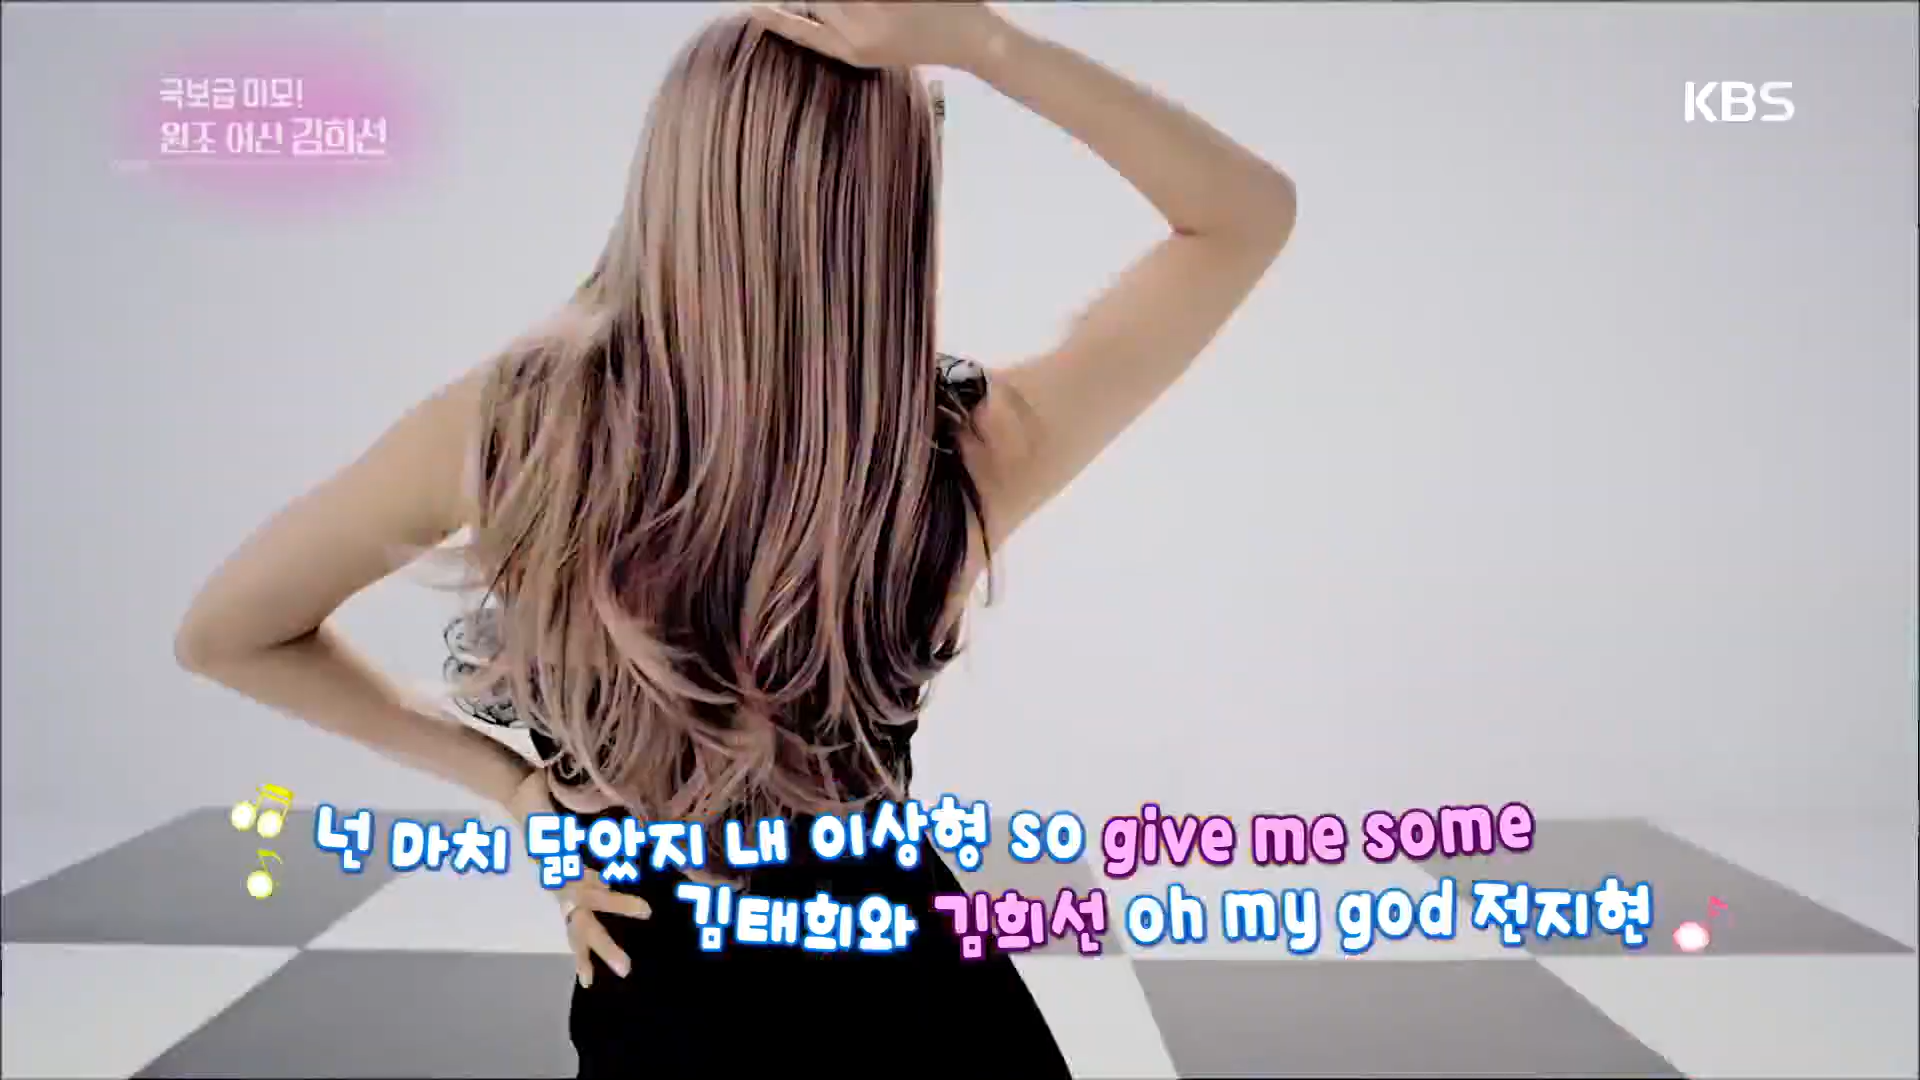 국보급 미모!
원조 여신 김희선
KBS
넌 마치 닮았지 내 이상형 so give me some
김태희와 김희선 oh my god 전지현